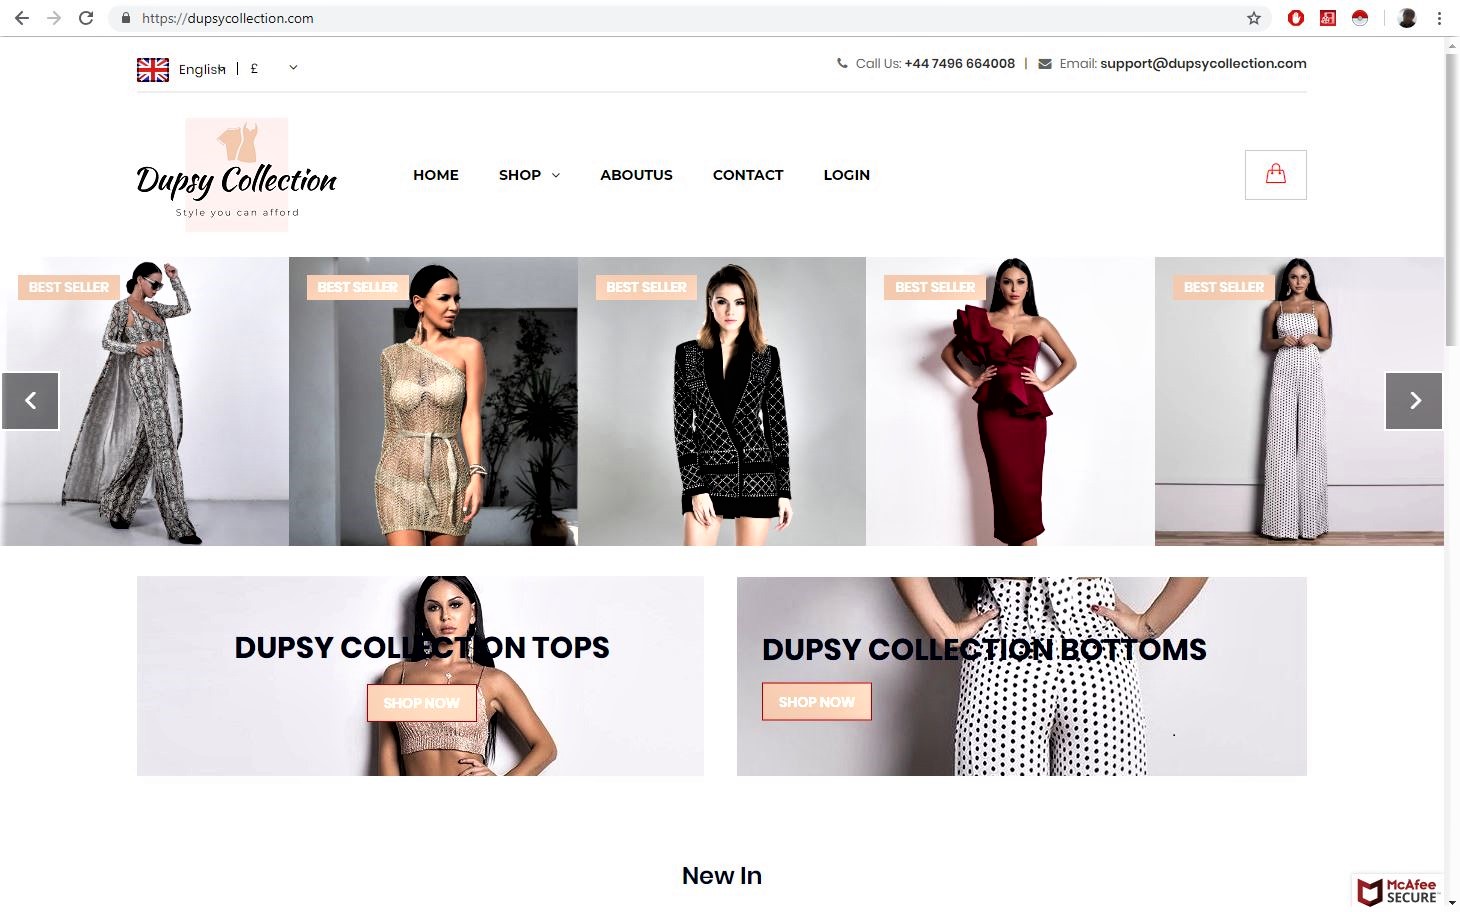 https://dupsycollection.com
English | £
Call Us: +44 7496 664008 | Email: support@dupsycollection.com
Dupsy Collection
Style you can afford
HOME SHOP ABOUTUS CONTACT LOGIN
BEST SELLER BEST SELLER BEST SELLER BEST SELLER BEST SELLER
DUPSY COLLECTION TOPS
SHOP NOW
DUPSY COLLECTION BOTTOMS
SHOP NOW
New In
McAfee
SECURE